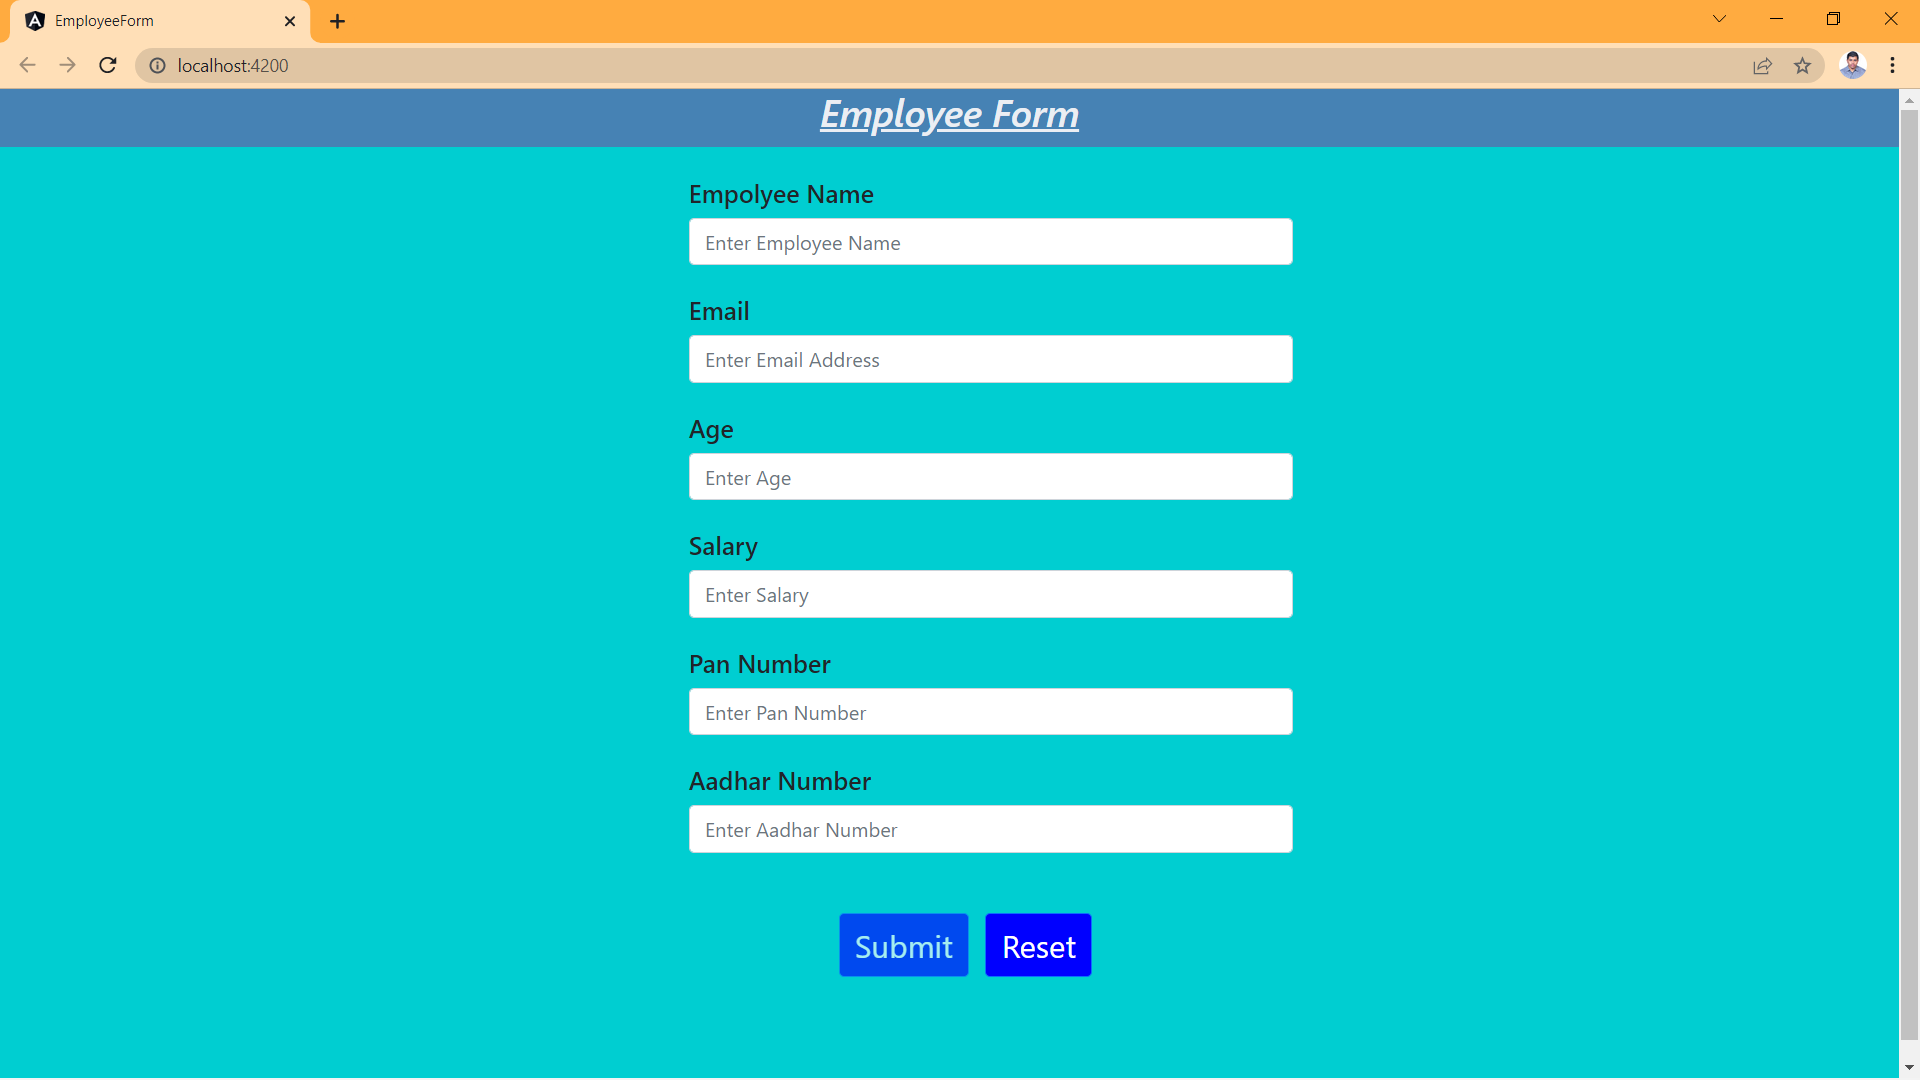 EmployeeForm
localhost:4200
Employee Form
Empolyee Name
Enter Employee Name
Email
Enter Email Address
Age
Enter Age
Salary
Enter Salary
Pan Number
Enter Pan Number
Aadhar Number
Enter Aadhar Number
Submit Reset